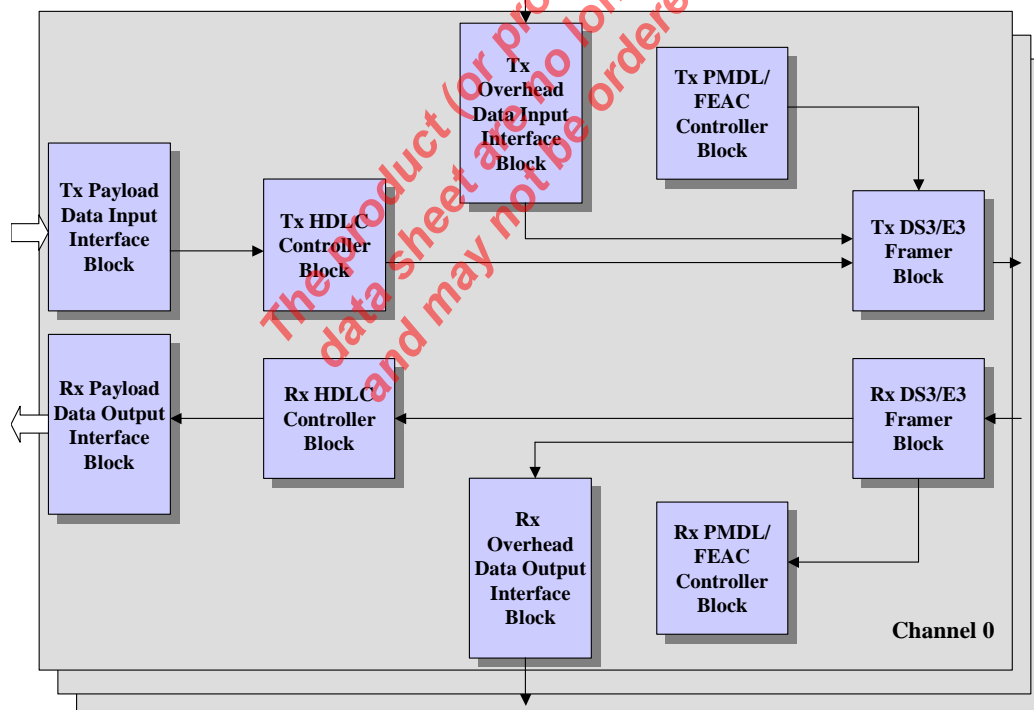 Tx
Overhead
Data Input
Interface
Block
Tx PMDL/
FEAC
Controller
Block
Tx Payload
Data Input
Interface
Block
Tx HDLC
Controller
Block
Tx DS3/E3
Framer
Block
Rx Payload
Data Output
Interface
Block
Rx HDLC
Controller
Block
Rx DS3/E3
Framer
Block
Rx
Overhead
Data Output
Interface
Block
Rx PMDL/
FEAC
Controller
Block
Channel 0
The product (or pro
data sheet are no lon
and may not be ordere